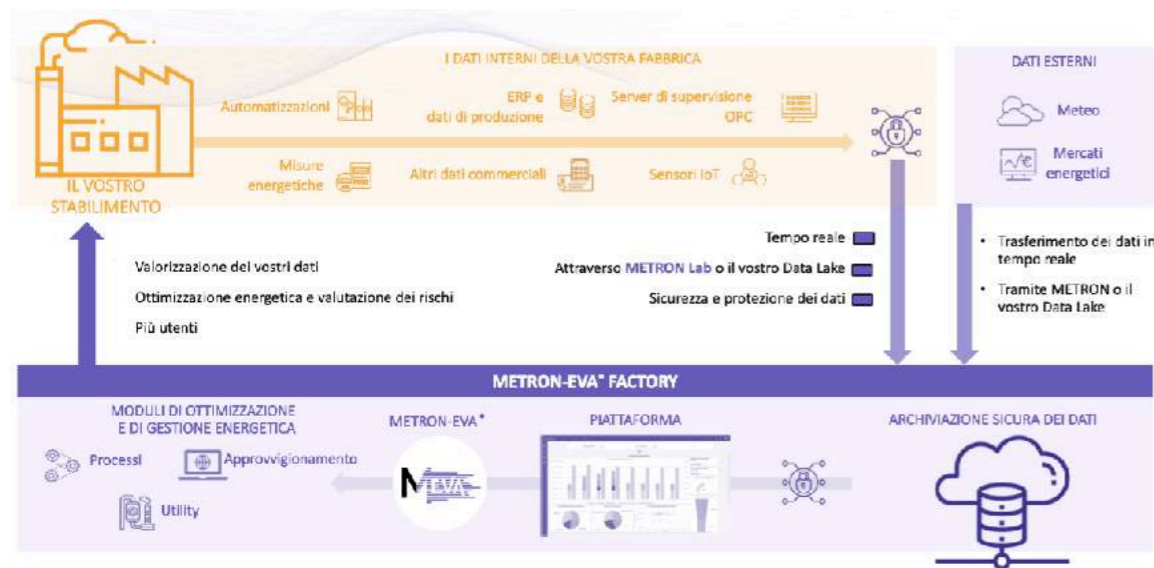 I DATI INTERNI DELLA VOSTRA FABBRICA
Automatizzazioni
ERP e
dati di produzione
Server di supervisione
OPC
Misure
energetiche
Altri dati commerciali
Sensori IoT
IL VOSTRO
STABILIMENTO
DATI ESTERNI
Meteo
Mercati
energetici
Valorizzazione dei vostri dati
Ottimizzazione energetica e valutazione dei rischi
Più utenti
Tempo reale
Attraverso METRON Lab o il vostro Data Lake
Sicurezza e protezione dei dati
• Trasferimento dei dati in
tempo reale
• Tramite METRON o il
vostro Data Lake
METRON-EVA® FACTORY
MODULI DI OTTIMIZZAZIONE
E DI GESTIONE ENERGETICA
Processi
Approvvigionamento
Utility
METRON-EVA®
MEVA
PIATTAFORMA
ARCHIVIAZIONE SICURA DEI DATI